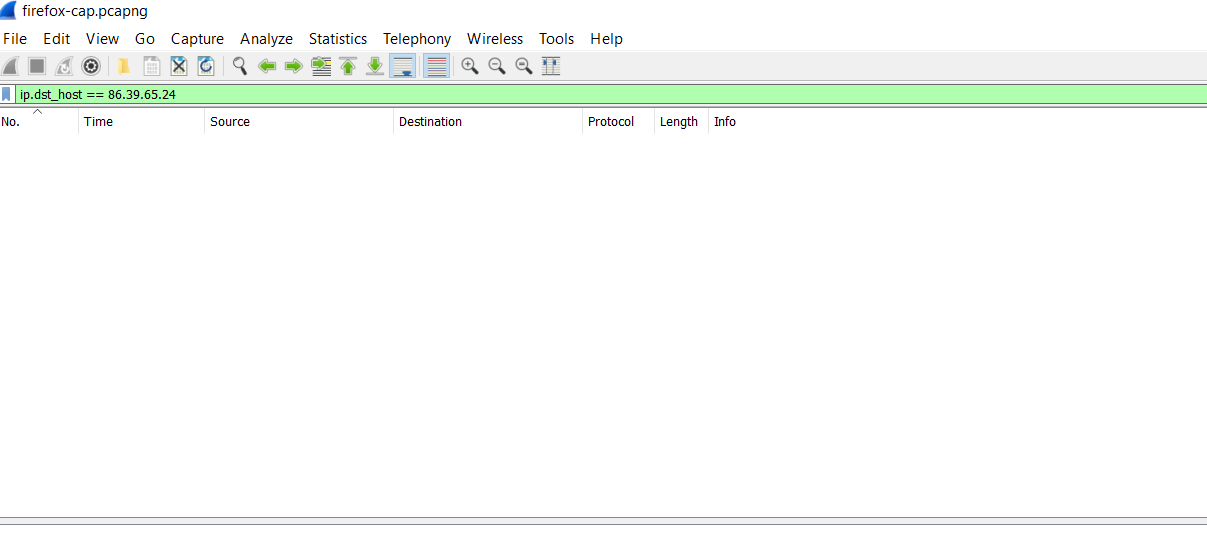 firefox-cap.pcapng
File Edit View Go Capture Analyze Statistics Telephony Wireless Tools Help
ip.dst_host == 86.39.65.24
No. Time Source Destination Protocol Length Info